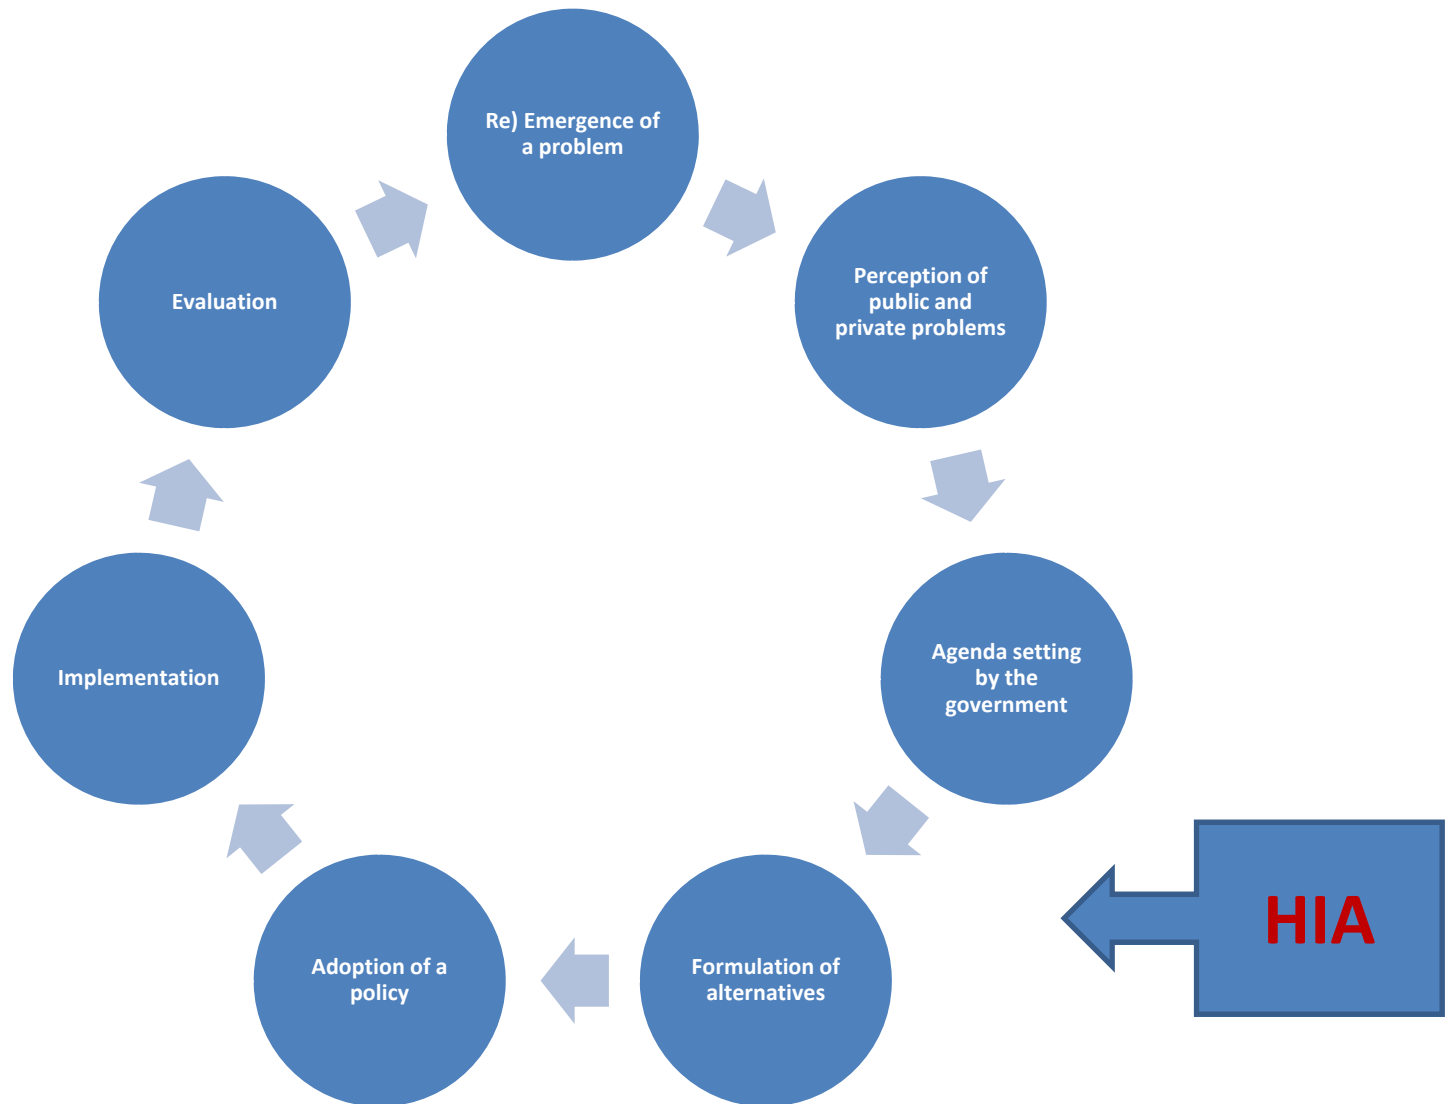 Re) Emergence of
a problem
Perception of
public and
private problems
Agenda setting
by the
government
Formulation of
alternatives
Adoption of a
policy
Implementation
Evaluation
HIA